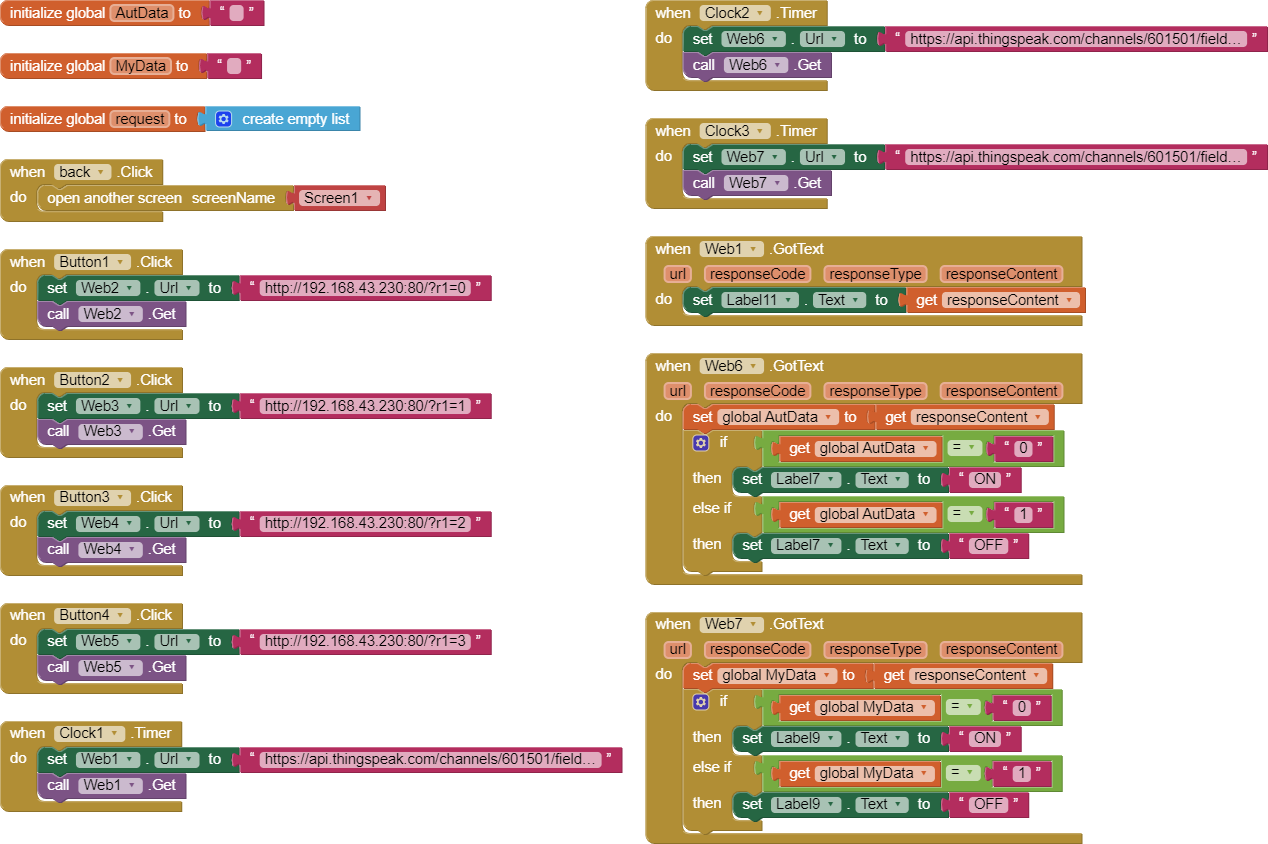 initialize global AutData to “ ”
initialize global MyData to “ ”
initialize global request to create empty list
when back .Click
do open another screen screenName Screen1
when Button1 .Click
do set Web2 . Url to “ http://192.168.43.230:80/?r1=0 ”
call Web2 .Get
when Button2 .Click
do set Web3 . Url to “ http://192.168.43.230:80/?r1=1 ”
call Web3 .Get
when Button3 .Click
do set Web4 . Url to “ http://192.168.43.230:80/?r1=2 ”
call Web4 .Get
when Button4 .Click
do set Web5 . Url to “ http://192.168.43.230:80/?r1=3 ”
call Web5 .Get
when Clock1 .Timer
do set Web1 . Url to “ https://api.thingspeak.com/channels/601501/field... ”
call Web1 .Get
when Clock2 .Timer
do set Web6 . Url to “ https://api.thingspeak.com/channels/601501/field... ”
call Web6 .Get
when Clock3 .Timer
do set Web7 . Url to “ https://api.thingspeak.com/channels/601501/field... ”
call Web7 .Get
when Web1 .GotText
url responseCode responseType responseContent
do set Label11 . Text to get responseContent
when Web6 .GotText
url responseCode responseType responseContent
do set global AutData to get responseContent
if get global AutData = “ 0 ”
then set Label7 . Text to “ ON ”
else if get global AutData = “ 1 ”
then set Label7 . Text to “ OFF ”
when Web7 .GotText
url responseCode responseType responseContent
do set global MyData to get responseContent
if get global MyData = “ 0 ”
then set Label9 . Text to “ ON ”
else if get global MyData = “ 1 ”
then set Label9 . Text to “ OFF ”